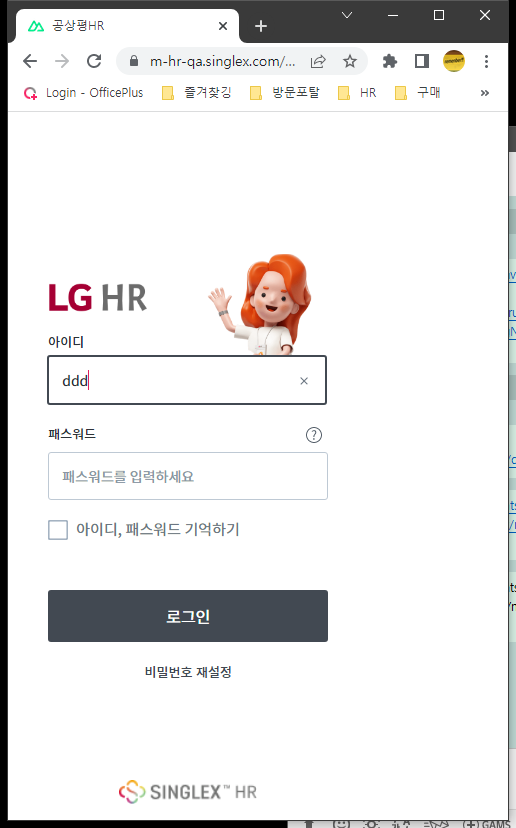 공상평HR
m-hr-qa.singlex.com/...
Login - OfficePlus
즐겨찾깅
방문포탈
HR
구매
LG HR
아이디
ddd
패스워드
패스워드를 입력하세요
아이디, 패스워드 기억하기
로그인
비밀번호 재설정
SINGLEX™ HR
GAMS